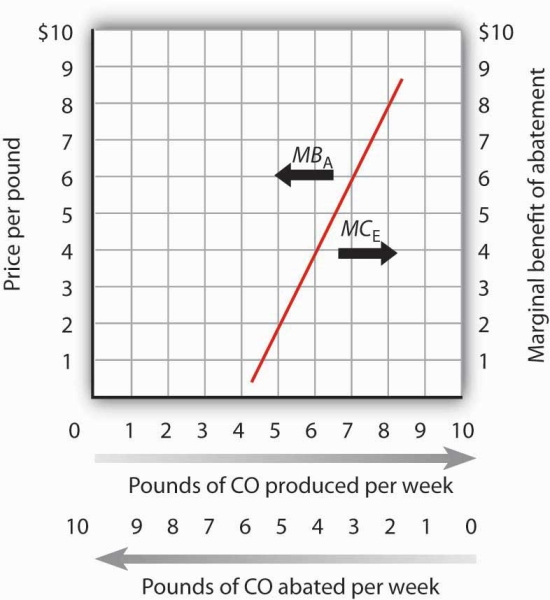 $10
9
8
7
6
5
4
3
2
1
Price per pound
MBA
MCE
$10
9
8
7
6
5
4
3
2
1
Marginal benefit of abatement
0 1 2 3 4 5 6 7 8 9 10
Pounds of CO produced per week
10 9 8 7 6 5 4 3 2 1 0
Pounds of CO abated per week